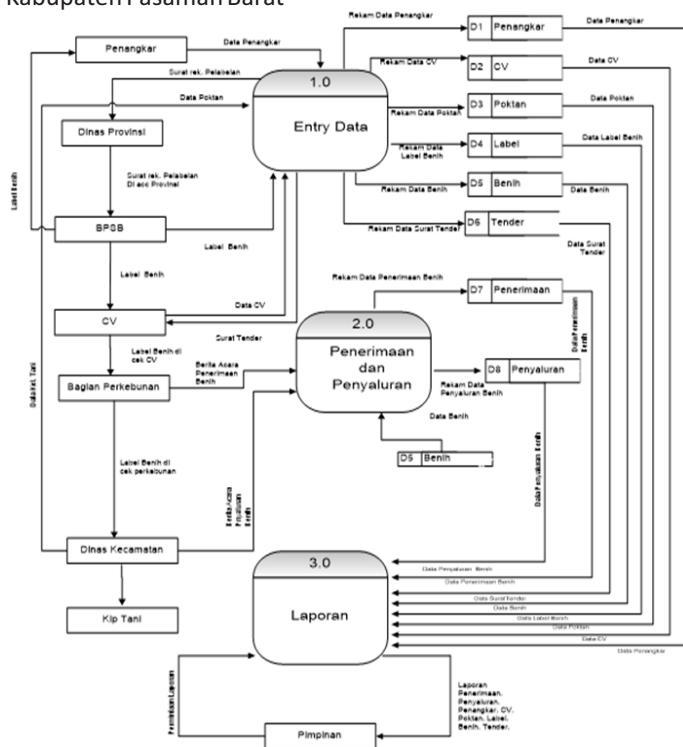 Kabupaten Pasaman Barat
Penangkar
Data Penangkar
Rekam Data Penangkar
D1 Penangkar
Data Penangkar
1.0
Entry Data
Surat rek. Pelabelan
Rekam Data CV
D2 CV
Data CV
Data Poktan
Rekam Data Poktan
D3 Poktan
Data Poktan
Dinas Provinsi
Rekam Data
Label Benih
D4 Label
Data Label Benih
Surat rek. Pelabelan
Di acc Provinsi
Rekam Data Benih
D5 Benih
Data Benih
Label Benih
BPSB
Label Benih
Rekam Data Surat Tender
D6 Tender
Data Surat
Tender
Label Benih
Rekam Data Penerimaan Benih
D7 Penerimaan
Data Penerimaan
Benih
CV
Data CV
Surat Tender
2.0
Penerimaan
dan
Penyaluran
Label Benih di
cek CV
Bagian Perkebunan
Berita Acara
Penerimaan
Benih
Rekam Data
Penyaluran Benih
D8 Penyaluran
Data Benih
D5 Benih
Data Kel. Tani
Label Benih di
cek perkebunan
Berita Acara
Penyaluran
Benih
Data Penyaluran Benih
Dinas Kecamatan
Klp Tani
3.0
Laporan
Data Penyaluran Benih
Data Penerimaan Benih
Data Surat Tender
Data Benih
Data Label Benih
Data Poktan
Data CV
Data Penangkar
Permintaan Laporan
Laporan
Penerimaan,
Penyaluran,
Penangkar, CV,
Poktan, Label,
Benih, Tender.
Pimpinan